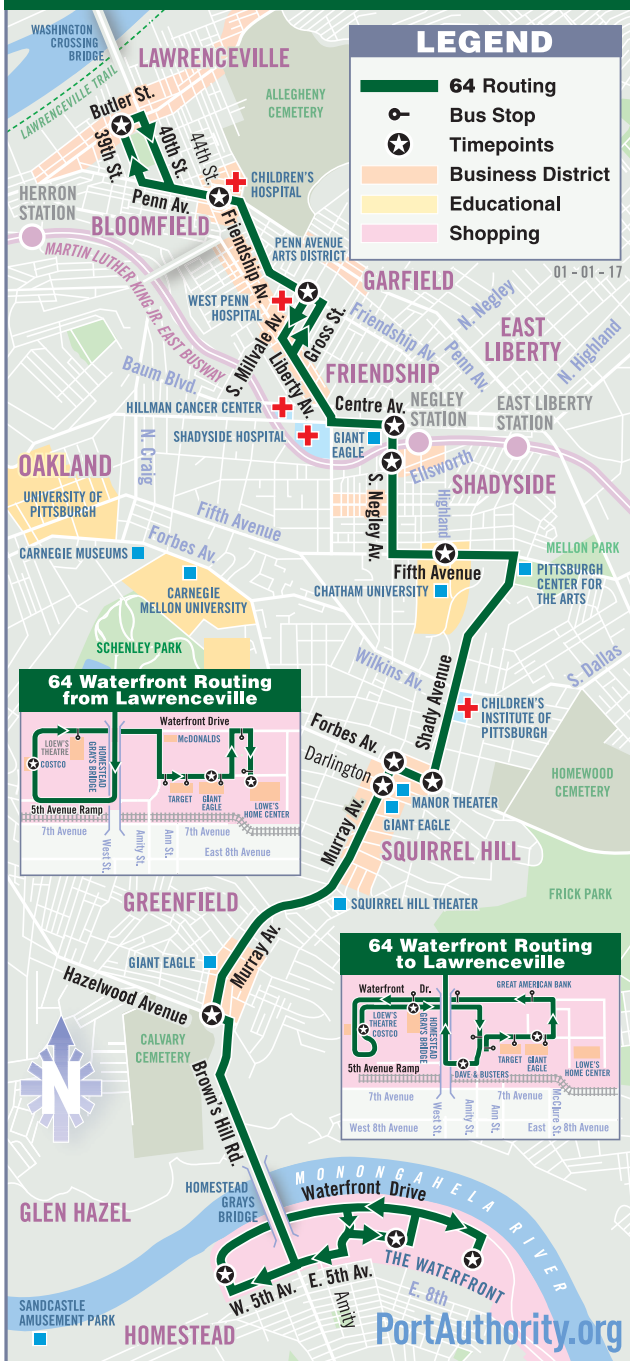 WASHINGTON
CROSSING
BRIDGE
LAWRENCEVILLE
LAWRENCEVILLE TRAIL
Butler St.
39th St.
40th St.
44th St.
Penn Av.
ALLEGHENY
CEMETERY
LEGEND
64 Routing
Bus Stop
Timepoints
Business District
Educational
Shopping
01 - 01 - 17
CHILDREN'S
HOSPITAL
HERRON
STATION
BLOOMFIELD
MARTIN LUTHER KING JR. EAST BUSWAY
Friendship Av.
PENN AVENUE
ARTS DISTRICT
GARFIELD
WEST PENN
HOSPITAL
S. Millvale Av.
Gross St.
Friendship Av.
N. Negley
Penn Av.
EAST
LIBERTY
N. Highland
Baum Blvd.
Liberty Av.
FRIENDSHIP
HILLMAN CANCER CENTER
Centre Av.
NEGLEY
STATION
EAST LIBERTY
STATION
SHADYSIDE HOSPITAL
GIANT
EAGLE
N. Craig
OAKLAND
UNIVERSITY OF
PITTSBURGH
Ellsworth
SHADYSIDE
S. Negley Av.
Highland
Fifth Avenue
Forbes Av.
CARNEGIE MUSEUMS
CARNEGIE
MELLON UNIVERSITY
Fifth Avenue
CHATHAM UNIVERSITY
MELLON PARK
PITTSBURGH
CENTER FOR
THE ARTS
SCHENLEY PARK
Wilkins Av.
Shady Avenue
S. Dallas
CHILDREN'S
INSTITUTE OF
PITTSBURGH
64 Waterfront Routing
from Lawrenceville
Waterfront Drive
LOEW'S
THEATRE
COSTCO
HOMESTEAD
GRAYS BRIDGE
McDONALDS
TARGET
GIANT
EAGLE
LOWE'S
HOME CENTER
5th Avenue Ramp
7th Avenue
7th Avenue
West St.
Amity St.
Ann St.
East 8th Avenue
Forbes Av.
Darlington
HOMEWOOD
CEMETERY
MANOR THEATER
GIANT EAGLE
Murray Av.
SQUIRREL HILL
FRICK PARK
SQUIRREL HILL THEATER
GREENFIELD
GIANT EAGLE
Murray Av.
Hazelwood Avenue
CALVARY
CEMETERY
N
Brown's Hill Rd.
64 Waterfront Routing
to Lawrenceville
Waterfront Dr.
GREAT AMERICAN BANK
LOEW'S
THEATRE
COSTCO
HOMESTEAD
GRAYS BRIDGE
TARGET
GIANT
EAGLE
LOWE'S
HOME CENTER
5th Avenue Ramp
DAVE & BUSTERS
7th Avenue
7th Avenue
West St.
Amity St.
Ann St.
McClure St.
West 8th Avenue
East 8th Avenue
GLEN HAZEL
HOMESTEAD
GRAYS
BRIDGE
MONONGAHELA RIVER
Waterfront Drive
THE WATERFRONT
W. 5th Av.
E. 5th Av.
E. 8th
Amity
SANDCASTLE
AMUSEMENT PARK
HOMESTEAD
PortAuthority.org